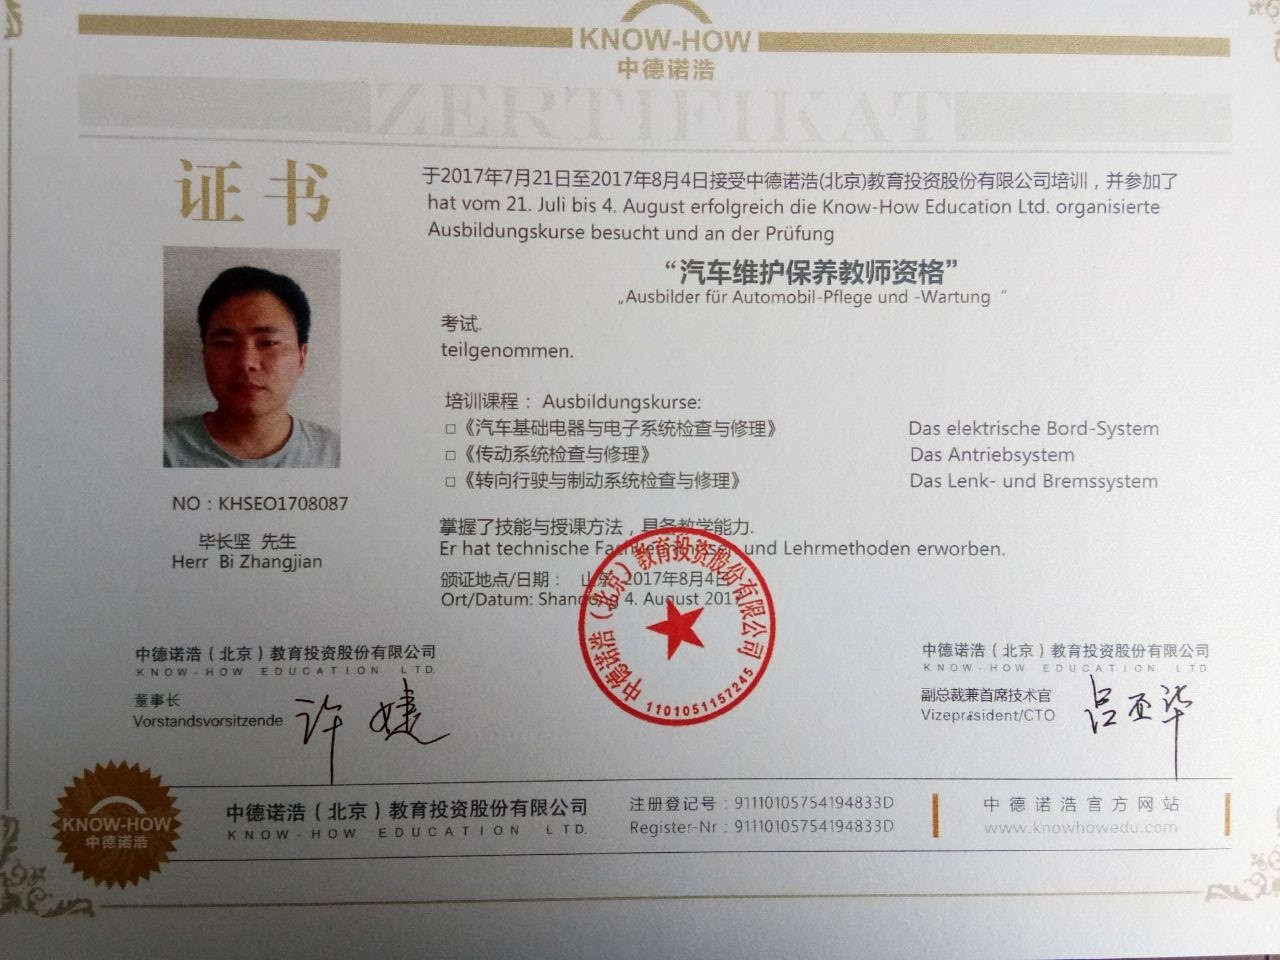 KNOW-HOW
中德诺浩
ZERTIFIKAT
证书
于2017年7月21日至2017年8月4日接受中德诺浩(北京)教育投资股份有限公司培训，并参加了
hat vom 21. Juli bis 4. August erfolgreich die Know-How Education Ltd. organisierte
Ausbildungskurse besucht und an der Prüfung
“汽车维护保养教师资格”
„Ausbilder für Automobil-Pflege und -Wartung “
考试.
teilgenommen.
培训课程： Ausbildungskurse:
□《汽车基础电器与电子系统检查与修理》 Das elektrische Bord-System
□《传动系统检查与修理》 Das Antriebsystem
□《转向行驶与制动系统检查与修理》 Das Lenk- und Bremssystem
NO：KHSEO1708087
毕长坚 先生
Herr Bi Zhangjian
掌握了技能与授课方法，具备教学能力.
Er hat technische und Lehrmethoden erworben.
颁证地点/日期： 山东 2017年8月4日
Ort/Datum: Shandong 4. August 2017
中德诺浩（北京）教育投资股份有限公司
1101051157245
中德诺浩（北京）教育投资股份有限公司
KNOW-HOW EDUCATION LTD.
董事长
Vorstandsvorsitzende
许婕
中德诺浩（北京）教育投资股份有限公司
KNOW-HOW EDUCATION LTD
副总裁兼首席技术官
Vizepräsident/CTO
吕丕华
KNOW-HOW
中德诺浩
中德诺浩（北京）教育投资股份有限公司
KNOW-HOW EDUCATION LTD.
注册登记号：91110105754194833D
Register-Nr：91110105754194833D
中德诺浩官方网站
www.knowhowedu.com